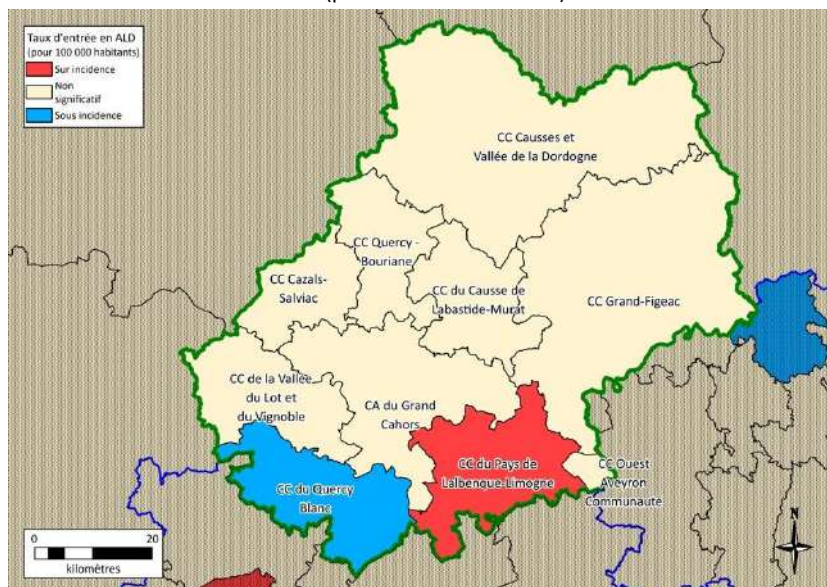 Taux d'entrée en ALD
(pour 100 000 habitants)
Sur incidence
Non
significatif
Sous incidence
CC Causses et
Vallée de la Dordogne
CC Quercy -
Bouriane
CC Cazals-
Salviac
CC du Causse de
Labastide-Murat
CC Grand-Figeac
CC de la Vallée
du Lot et
du Vignoble
CA du Grand
Cahors
CC du Pays de
Lalbenque-Limogne
CC Ouest
Aveyron
Communauté
CC du Quercy
Blanc
N
0 20
kilomètres